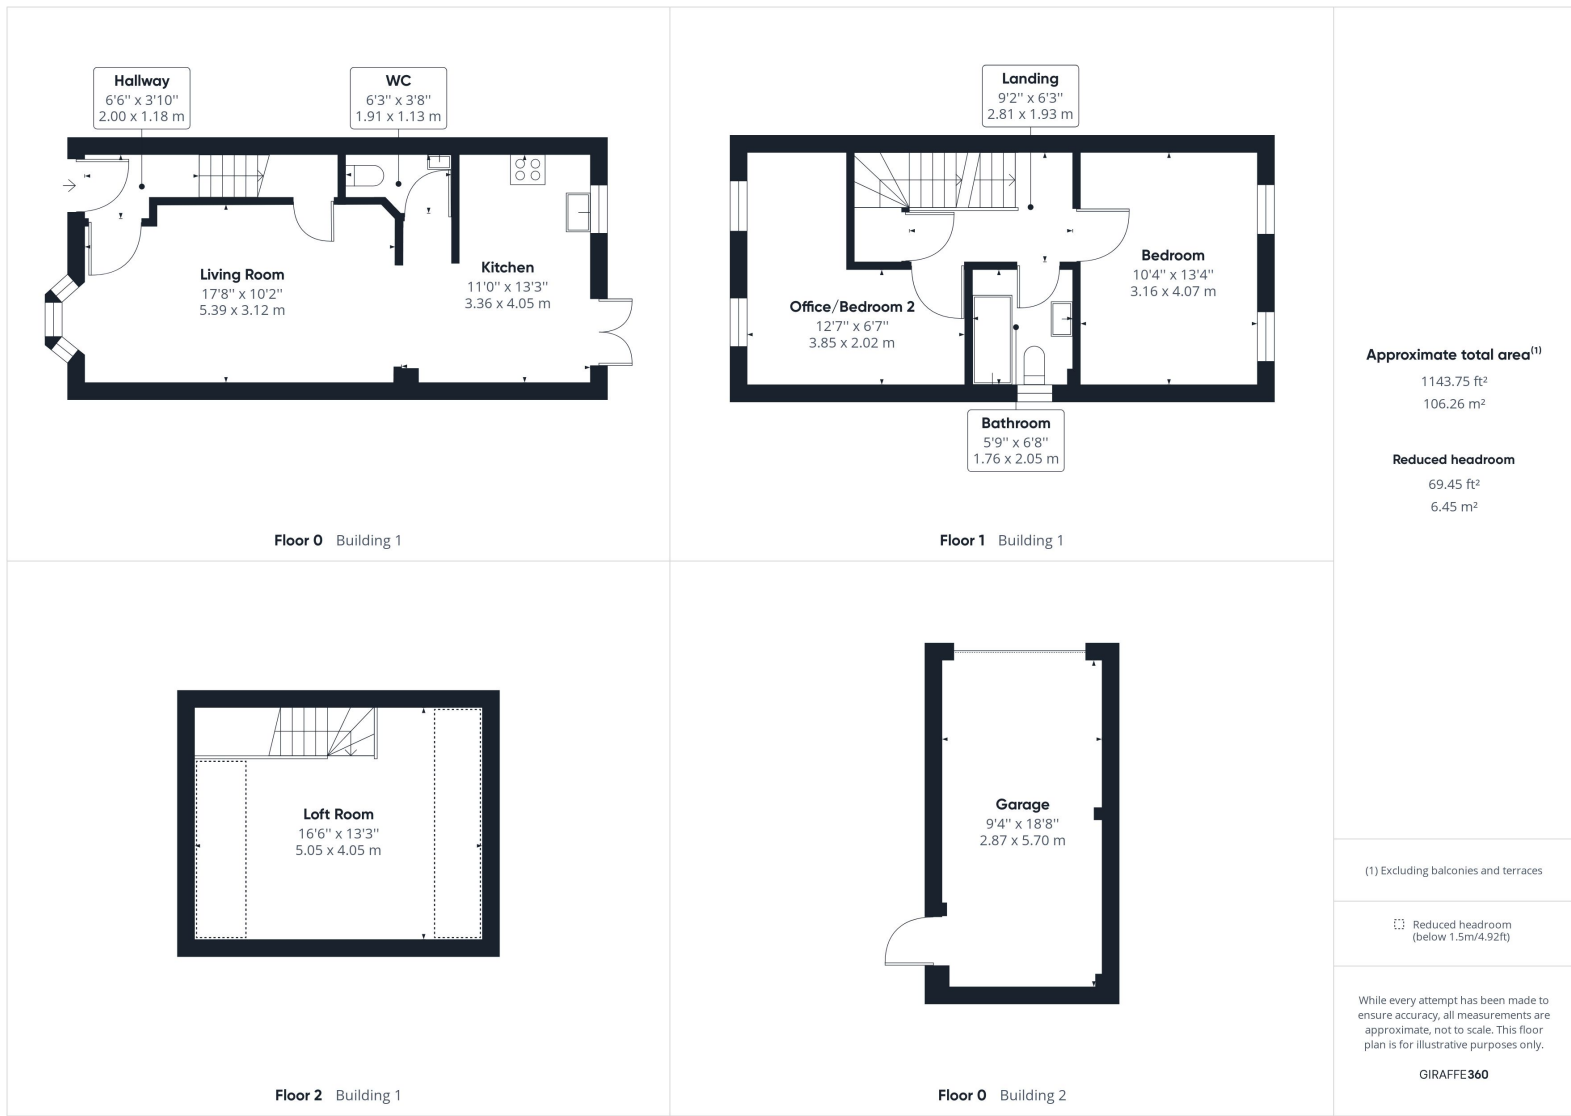 Hallway
6'6'' x 3'10''
2.00 x 1.18 m
WC
6'3'' x 3'8''
1.91 x 1.13 m
Living Room
17'8'' x 10'2''
5.39 x 3.12 m
Kitchen
11'0'' x 13'3''
3.36 x 4.05 m
Floor 0 Building 1
Landing
9'2'' x 6'3''
2.81 x 1.93 m
Bedroom
10'4'' x 13'4''
3.16 x 4.07 m
Office/Bedroom 2
12'7'' x 6'7''
3.85 x 2.02 m
Bathroom
5'9'' x 6'8''
1.76 x 2.05 m
Floor 1 Building 1
Loft Room
16'6'' x 13'3''
5.05 x 4.05 m
Floor 2 Building 1
Garage
9'4'' x 18'8''
2.87 x 5.70 m
Floor 0 Building 2
Approximate total area(1)
1143.75 ft²
106.26 m²
Reduced headroom
69.45 ft²
6.45 m²
(1) Excluding balconies and terraces
Reduced headroom
(below 1.5m/4.92ft)
While every attempt has been made to
ensure accuracy, all measurements are
approximate, not to scale. This floor
plan is for illustrative purposes only.
GIRAFFE360